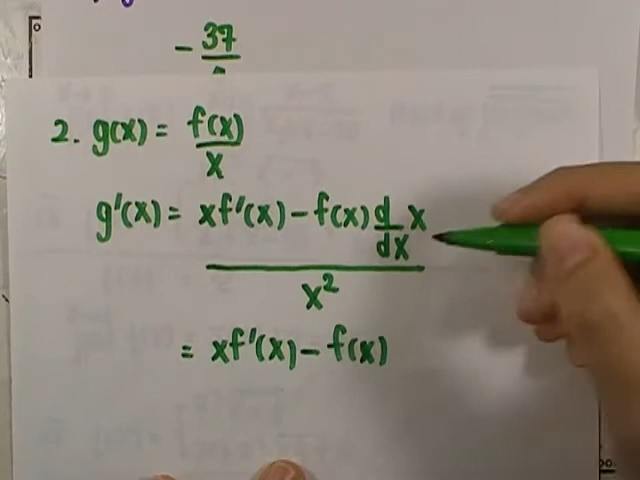 - 37
2. g(x) = f(x)/x
g'(x) = xf'(x) - f(x) d/dx x
x²
= xf'(x) - f(x)